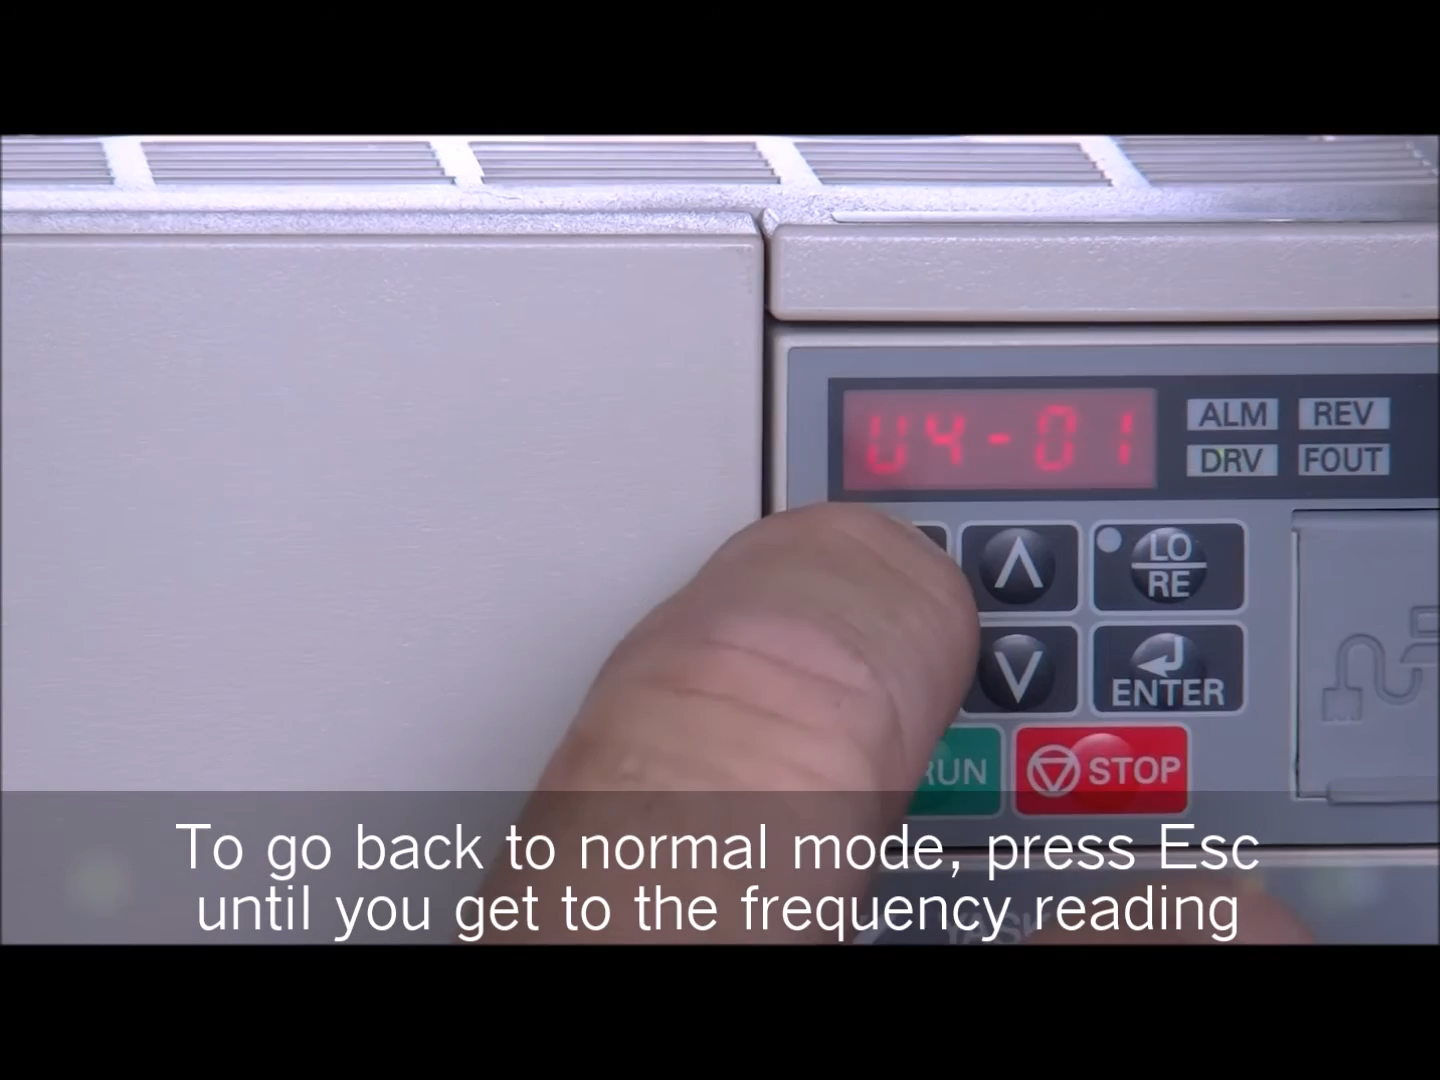 U4-01
ALM REV
DRV FOUT
LO
RE
ENTER
RUN STOP
To go back to normal mode, press Esc
until you get to the frequency reading